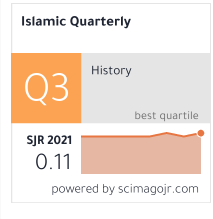 Islamic Quarterly
Q3
History
best quartile
SJR 2021
0.11
powered by scimagojr.com